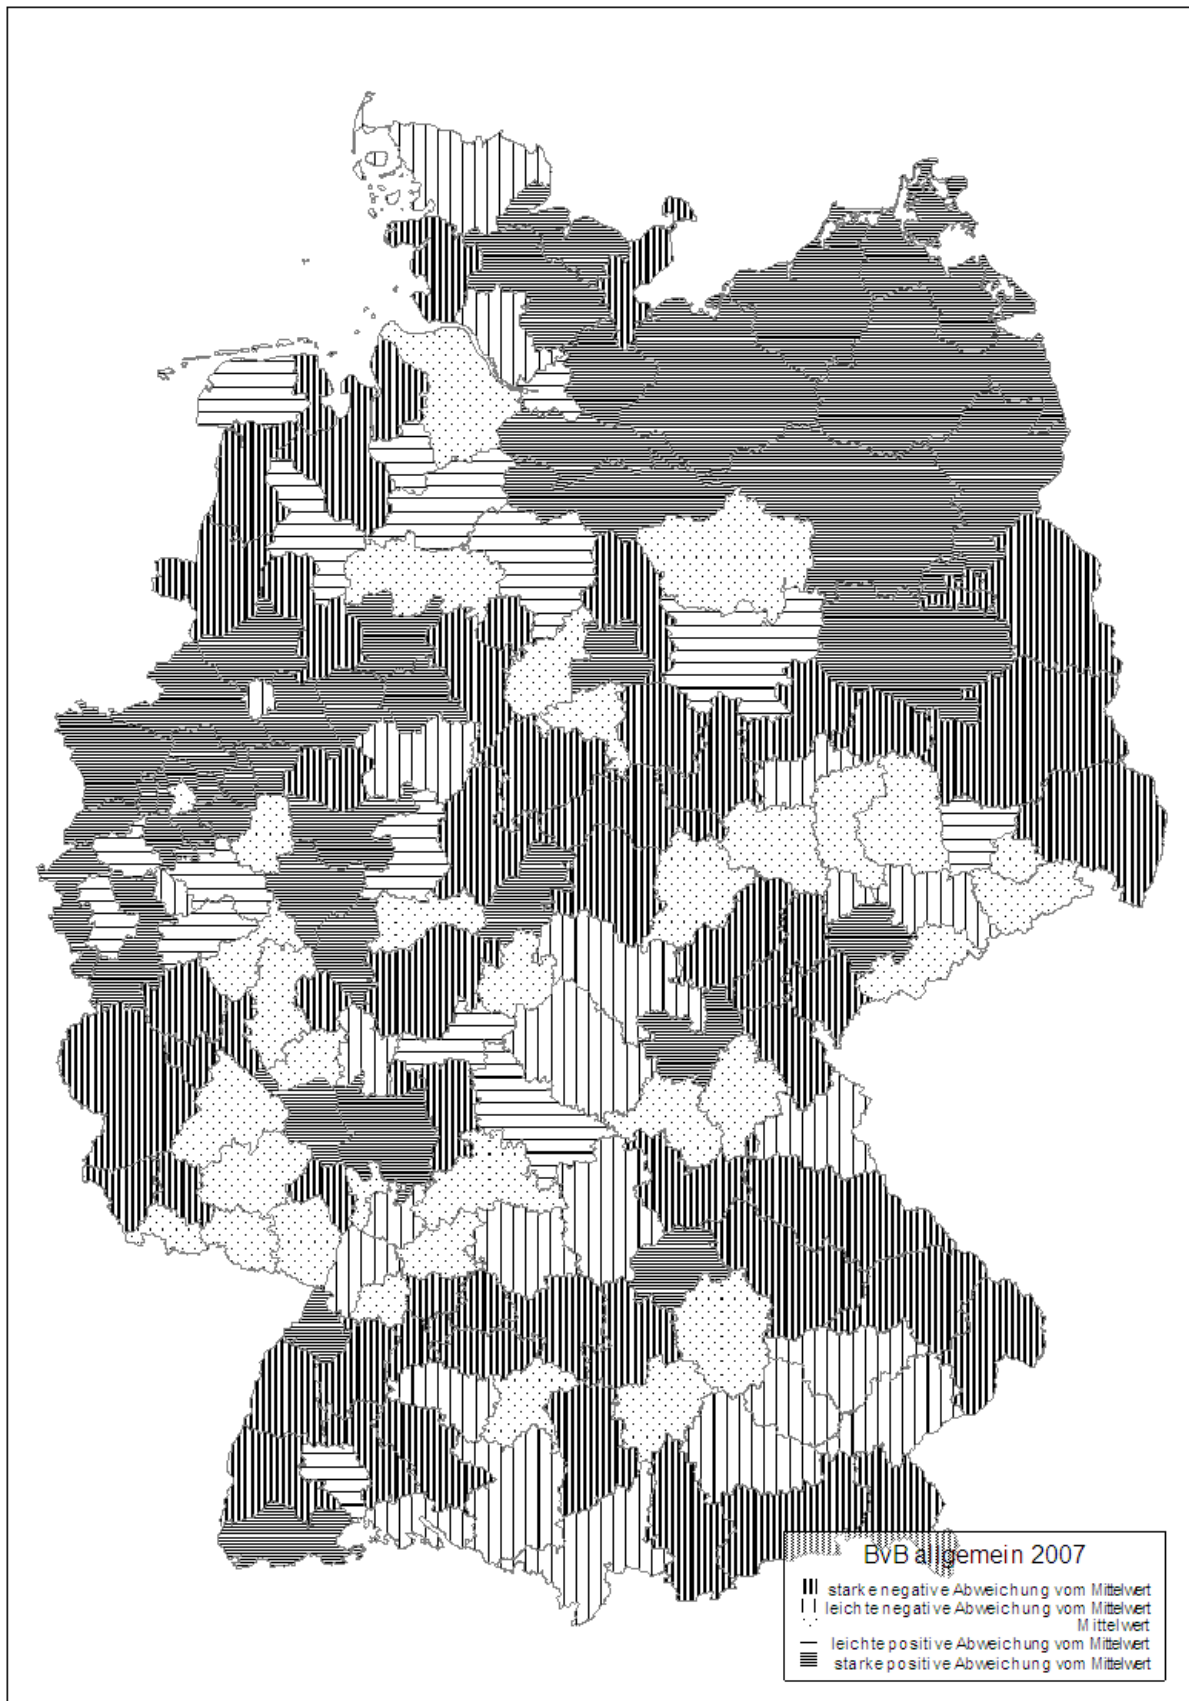 BvB allgemein 2007
starke negative Abweichung vom Mittelwert
leichte negative Abweichung vom Mittelwert
Mittelwert
leichte positive Abweichung vom Mittelwert
starke positive Abweichung vom Mittelwert